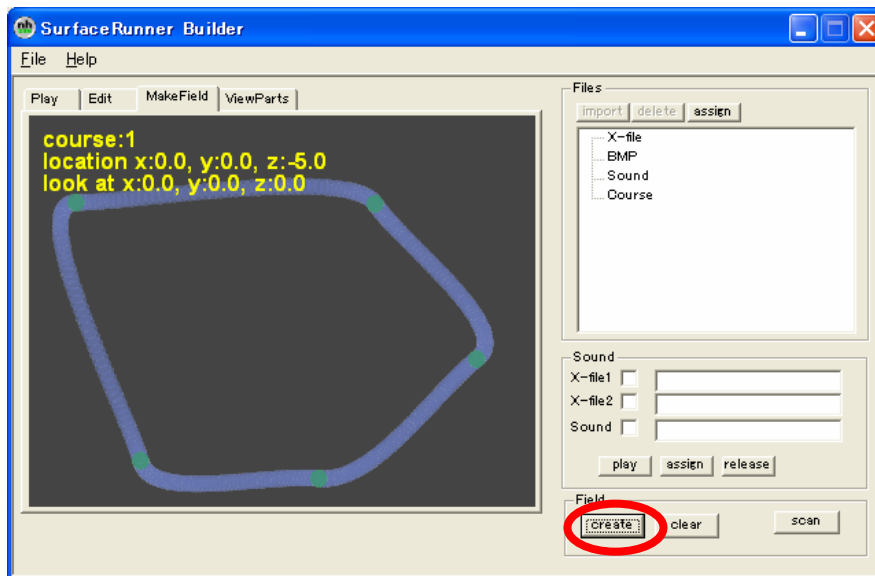 SurfaceRunner Builder
File Help
Play Edit MakeField ViewParts
course:1
location x:0.0, y:0.0, z:-5.0
look at x:0.0, y:0.0, z:0.0
Files
import delete assign
X-file
BMP
Sound
Course
Sound
X-file1
X-file2
Sound
play assign release
Field
create clear scan